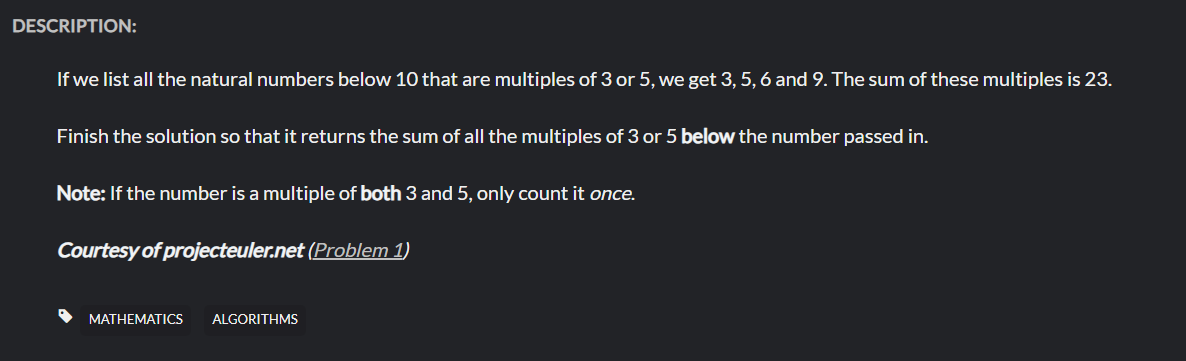 DESCRIPTION:
If we list all the natural numbers below 10 that are multiples of 3 or 5, we get 3, 5, 6 and 9. The sum of these multiples is 23.
Finish the solution so that it returns the sum of all the multiples of 3 or 5 below the number passed in.
Note: If the number is a multiple of both 3 and 5, only count it once.
Courtesy of projecteuler.net (Problem 1)
MATHEMATICS ALGORITHMS